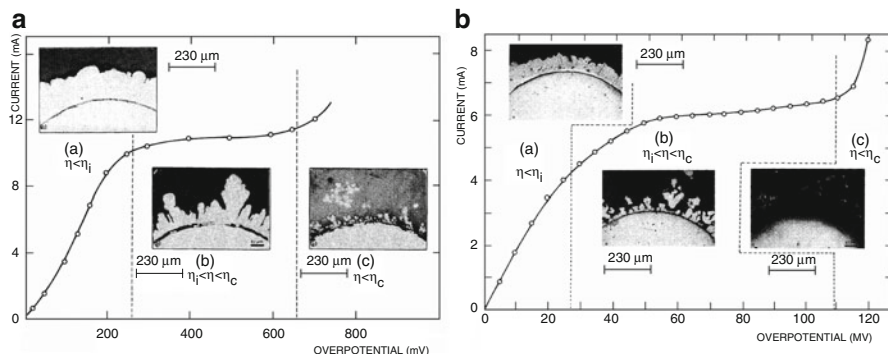 a
CURRENT (mA)
16
12
8
4
0
200
400
600
800
OVERPOTENTIAL (mV)
230 μm
(a)
η<ηi
(b)
230 μm
ηi<η<ηc
(c)
230 μm
η<ηc
b
CURRENT (mA)
8
6
4
2
0
0
20
40
60
80
100
120
OVERPOTENTIAL (MV)
230 μm
(a)
η<ηi
(b)
ηi<η<ηc
230 μm
(c)
η<ηc
230 μm